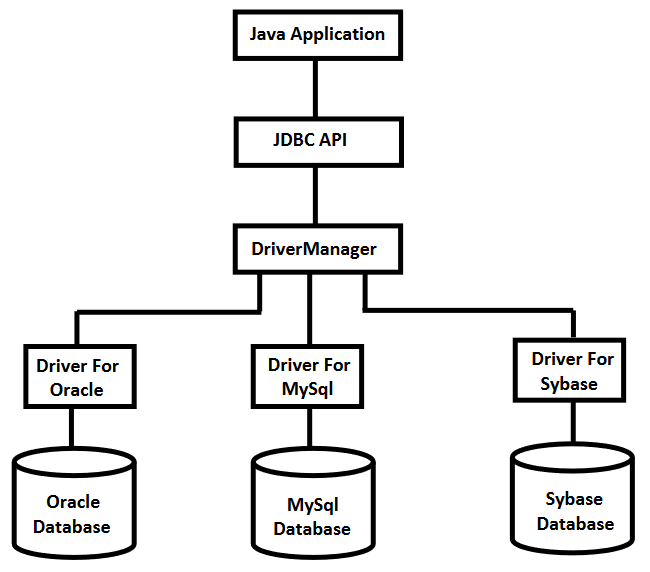 Java Application
JDBC API
DriverManager
Driver For
Oracle
Driver For
MySql
Driver For
Sybase
Oracle
Database
MySql
Database
Sybase
Database